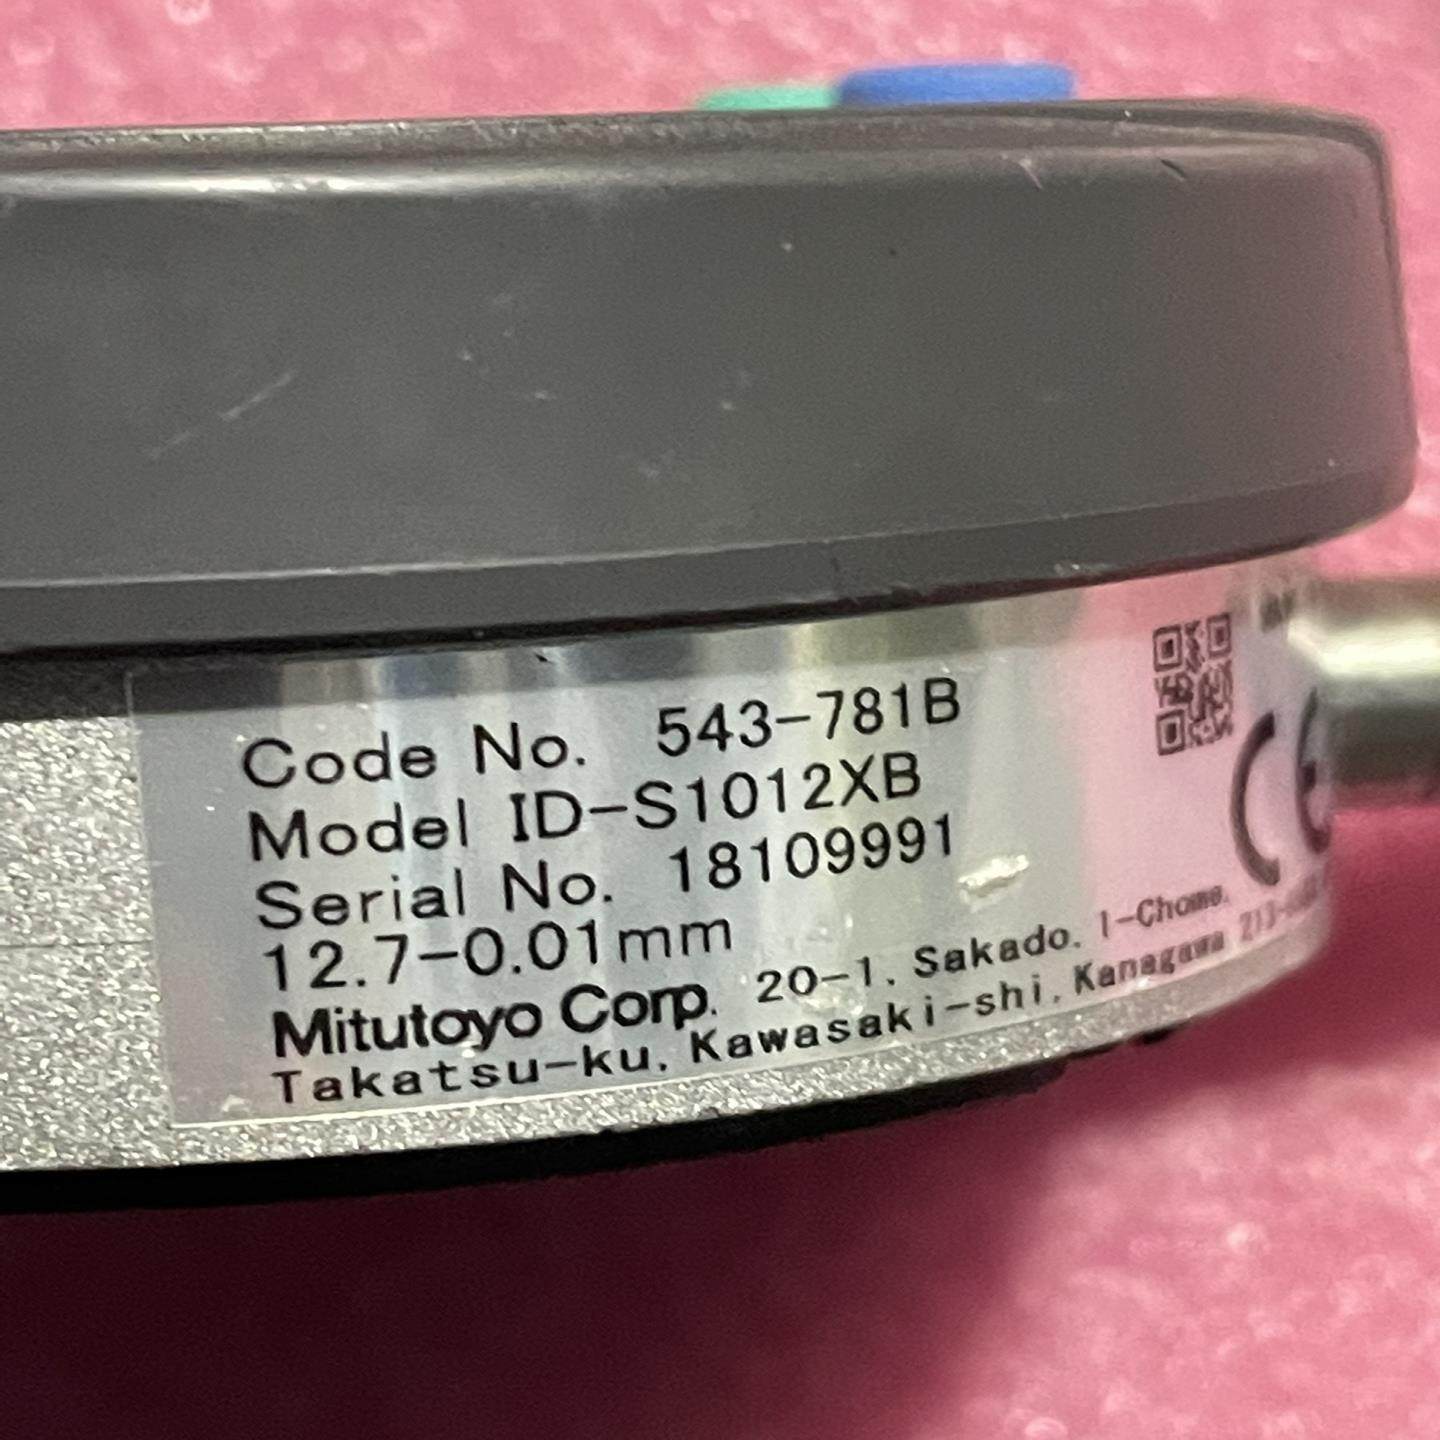 Code No. 543-781B
Model ID-S1012XB
Serial No. 18109991
12.7-0.01mm
Mitutoyo Corp. 20-1, Sakado, 1-Chome,
Takatsu-ku, Kawasaki-shi, Kanagawa
CE